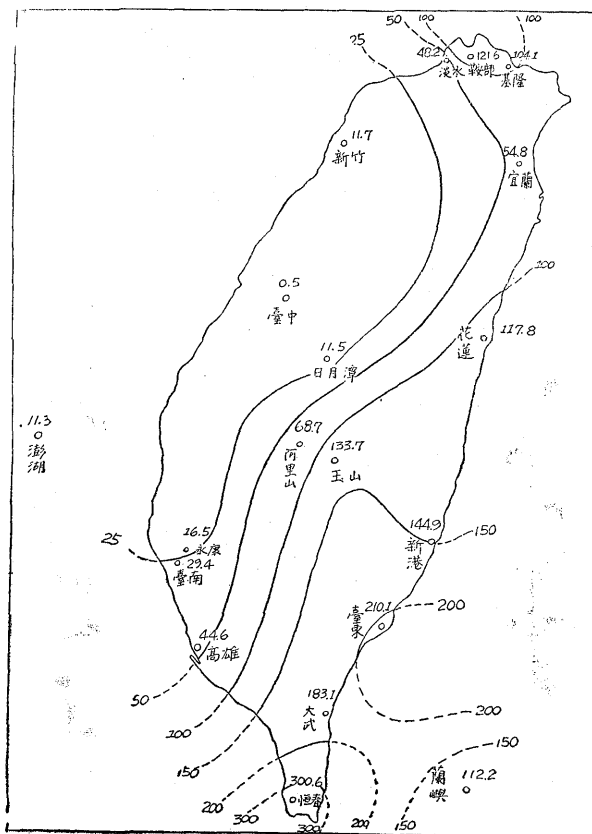 50
100
100
25
48.2
淡水
121.6
鞍部
104.1
基隆
11.7
新竹
54.8
宜蘭
100
0.5
臺中
花蓮
117.8
11.5
日月潭
11.3
澎湖
68.7
阿里山
133.7
玉山
144.9
新港
150
16.5
永康
25
29.4
臺南
210.1
臺東
200
44.6
高雄
50
183.1
大武
200
100
150
150
200
300.6
恒春
蘭嶼
112.2
300
300
200
150